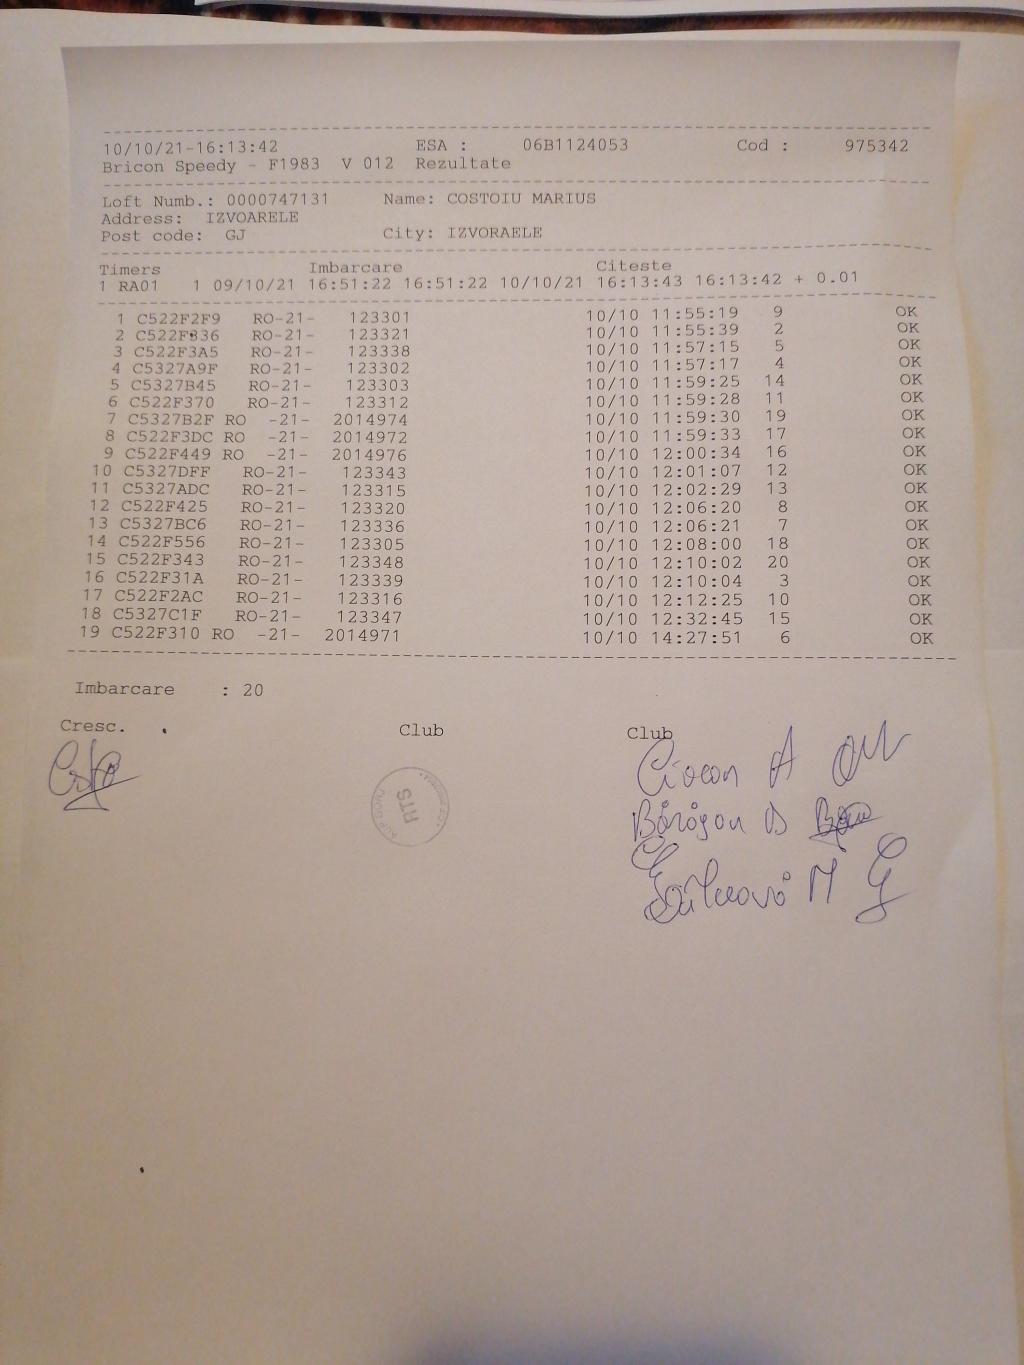 10/10/21-16:13:42 ESA : 06B1124053 Cod : 975342
Bricon Speedy - F1983 V 012 Rezultate
Loft Numb.: 0000747131 Name: COSTOIU MARIUS
Address: IZVOARELE
Post code: GJ City: IZVORAELE
Timers Imbarcare Citeste
1 RA01 1 09/10/21 16:51:22 16:51:22 10/10/21 16:13:43 16:13:42 + 0.01
1 C522F2F9 RO-21- 123301 10/10 11:55:19 9 OK
2 C522F836 RO-21- 123321 10/10 11:55:39 2 OK
3 C522F3A5 RO-21- 123338 10/10 11:57:15 5 OK
4 C5327A9F RO-21- 123302 10/10 11:57:17 4 OK
5 C5327B45 RO-21- 123303 10/10 11:59:25 14 OK
6 C522F370 RO-21- 123312 10/10 11:59:28 11 OK
7 C5327B2F RO -21- 2014974 10/10 11:59:30 19 OK
8 C522F3DC RO -21- 2014972 10/10 11:59:33 17 OK
9 C522F449 RO -21- 2014976 10/10 12:00:34 16 OK
10 C5327DFF RO-21- 123343 10/10 12:01:07 12 OK
11 C5327ADC RO-21- 123315 10/10 12:02:29 13 OK
12 C522F425 RO-21- 123320 10/10 12:06:20 8 OK
13 C5327BC6 RO-21- 123336 10/10 12:06:21 7 OK
14 C522F556 RO-21- 123305 10/10 12:08:00 18 OK
15 C522F343 RO-21- 123348 10/10 12:10:02 20 OK
16 C522F31A RO-21- 123339 10/10 12:10:04 3 OK
17 C522F2AC RO-21- 123316 10/10 12:12:25 10 OK
18 C5327C1F RO-21- 123347 10/10 12:32:45 15 OK
19 C522F310 RO -21- 2014971 10/10 14:27:51 6 OK
Imbarcare : 20
Cresc. Club Club
RTS